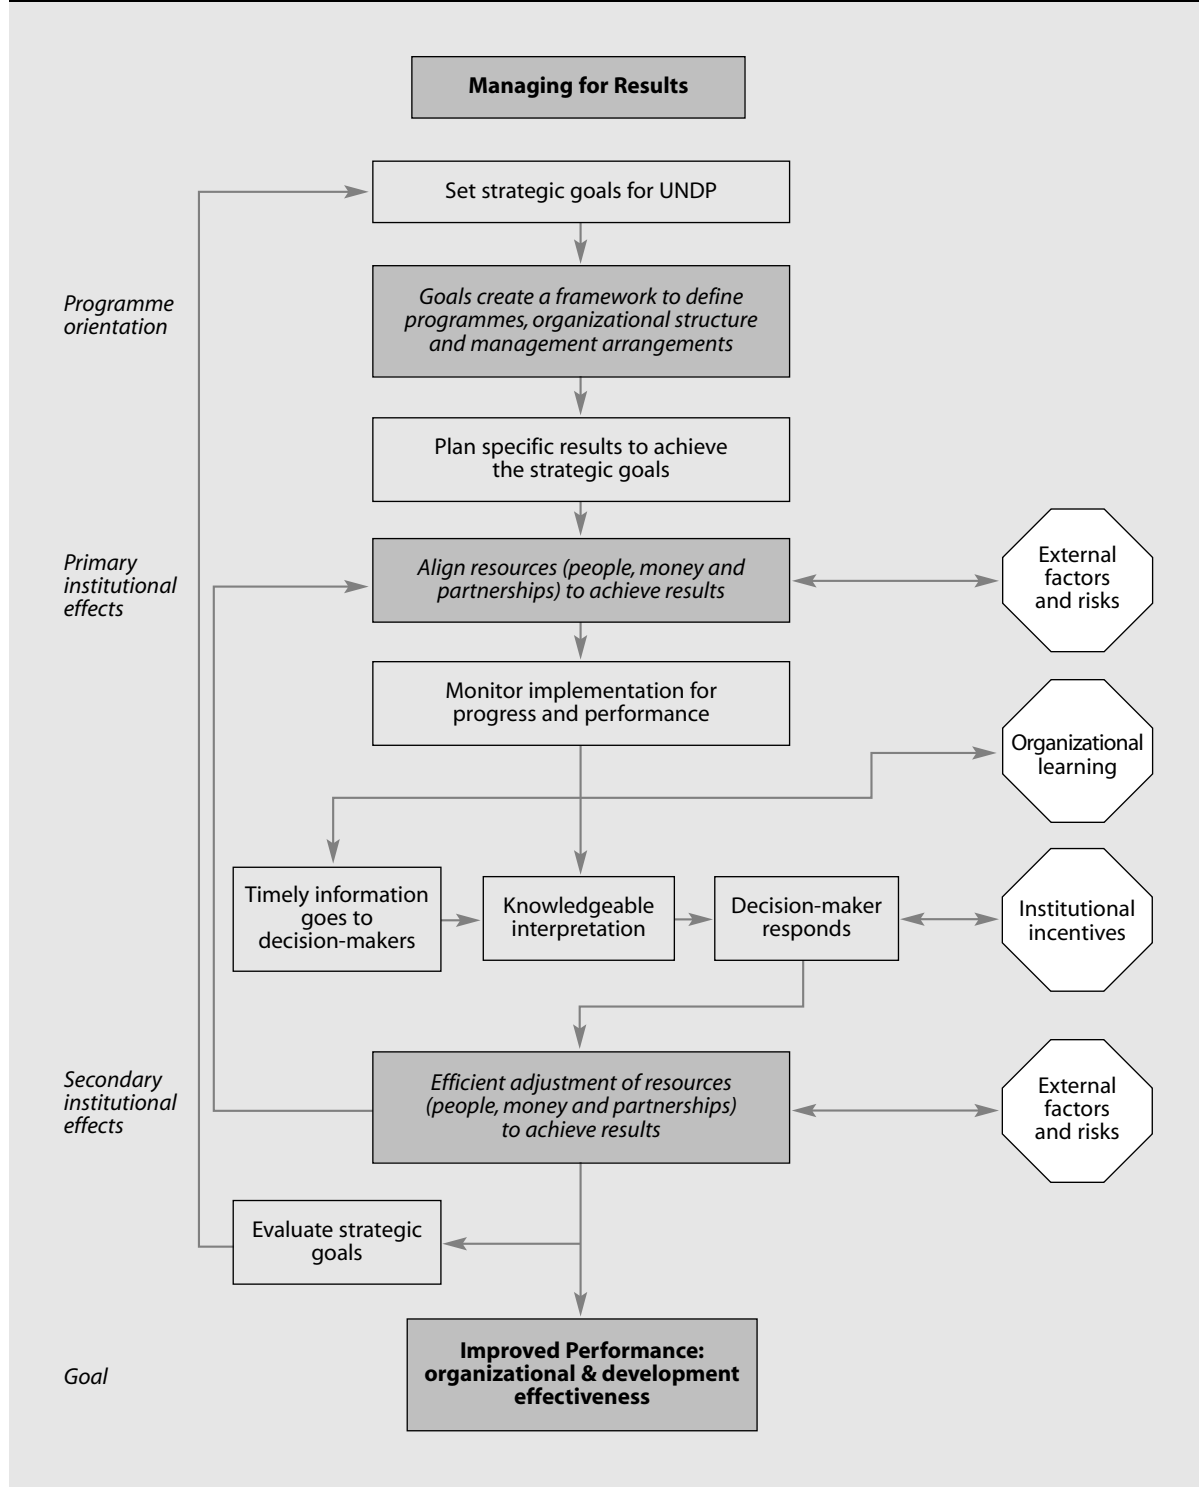 Managing for Results
Set strategic goals for UNDP
Programme
orientation
Goals create a framework to define
programmes, organizational structure
and management arrangements
Plan specific results to achieve
the strategic goals
Primary
institutional
effects
Align resources (people, money and
partnerships) to achieve results
External
factors
and risks
Monitor implementation for
progress and performance
Organizational
learning
Timely information
goes to
decision-makers
Knowledgeable
interpretation
Decision-maker
responds
Institutional
incentives
Secondary
institutional
effects
Efficient adjustment of resources
(people, money and partnerships)
to achieve results
External
factors
and risks
Evaluate strategic
goals
Goal
Improved Performance:
organizational & development
effectiveness